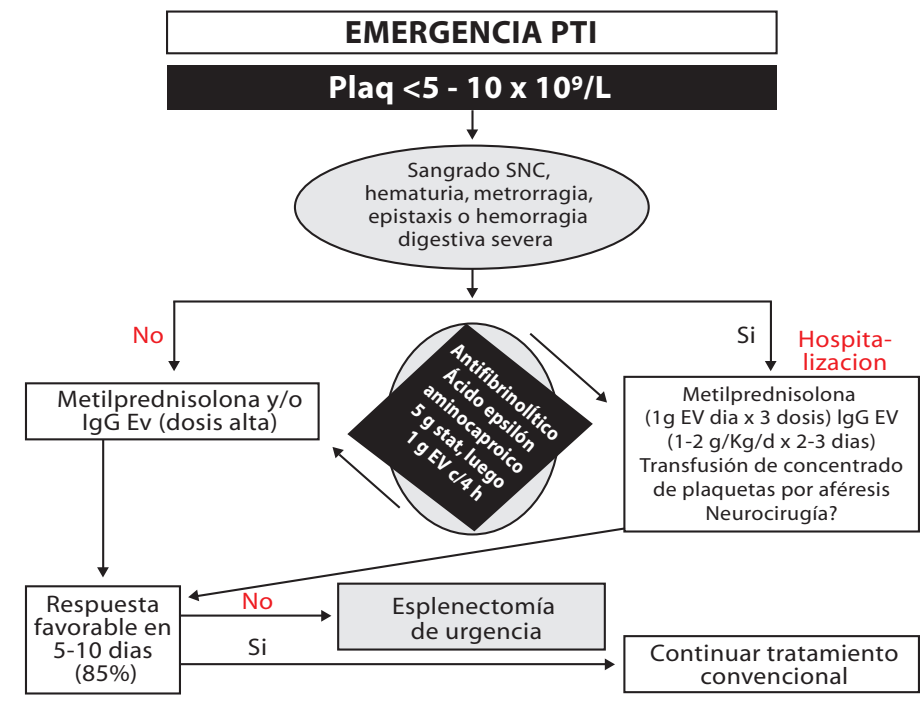 EMERGENCIA PTI
Plaq <5 - 10 x 10⁹/L
Sangrado SNC,
hematuria, metrorragia,
epistaxis o hemorragia
digestiva severa
No
Si
Hospita-
lizacion
Metilprednisolona y/o
IgG Ev (dosis alta)
Antifibrinolítico
Ácido epsilón
aminocaproico
5 g stat, luego
1 g EV c/4 h
Metilprednisolona
(1g EV dia x 3 dosis) IgG EV
(1-2 g/Kg/d x 2-3 dias)
Transfusión de concentrado
de plaquetas por aféresis
Neurocirugía?
Respuesta
favorable en
5-10 dias
(85%)
No
Si
Esplenectomía
de urgencia
Continuar tratamiento
convencional